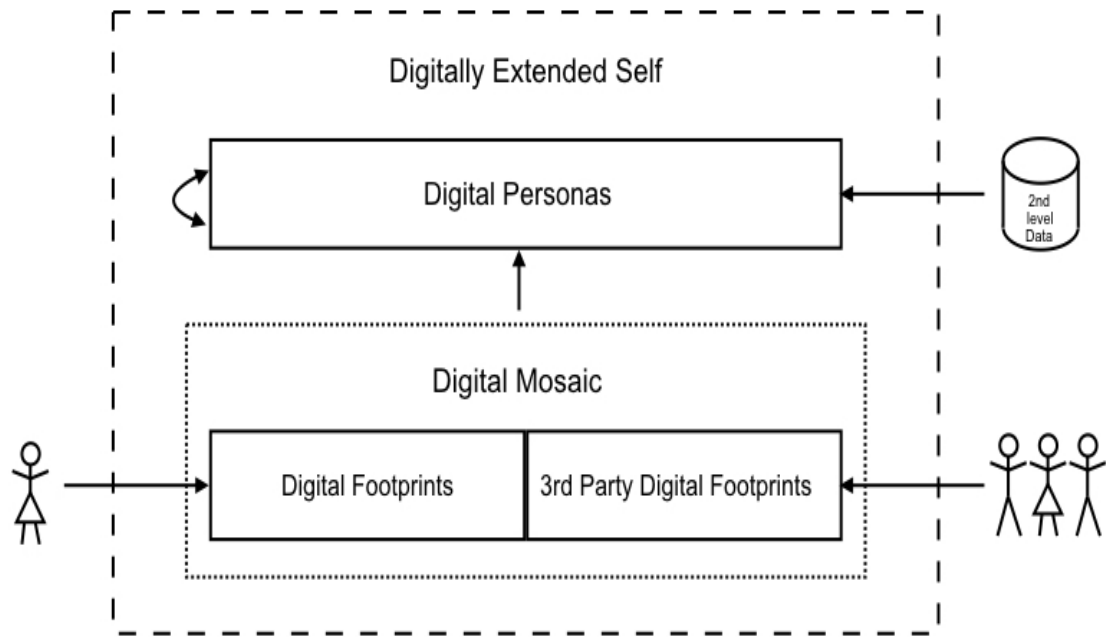 Digitally Extended Self
Digital Personas
2nd
level
Data
Digital Mosaic
Digital Footprints
3rd Party Digital Footprints